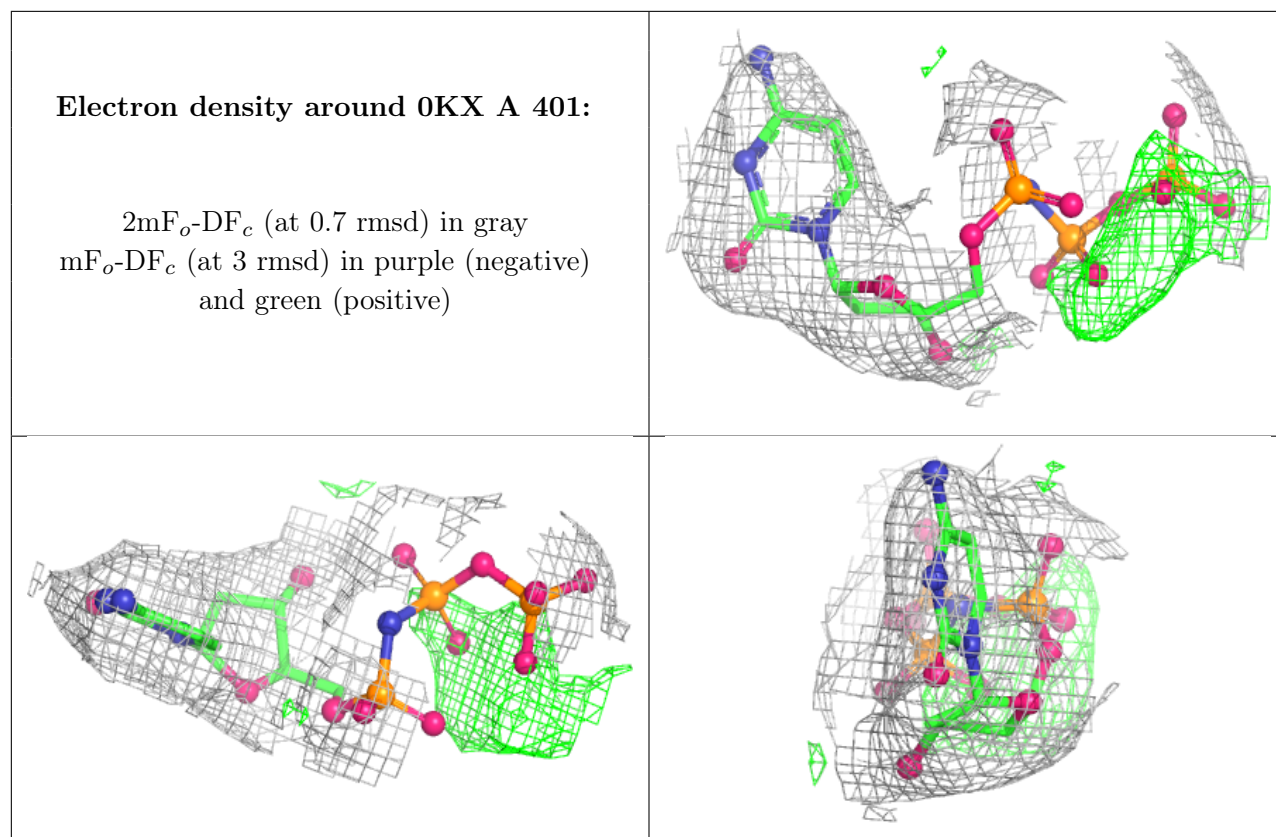 Electron density around 0KX A 401:
2mFo-DFc (at 0.7 rmsd) in gray
mFo-DFc (at 3 rmsd) in purple (negative)
and green (positive)